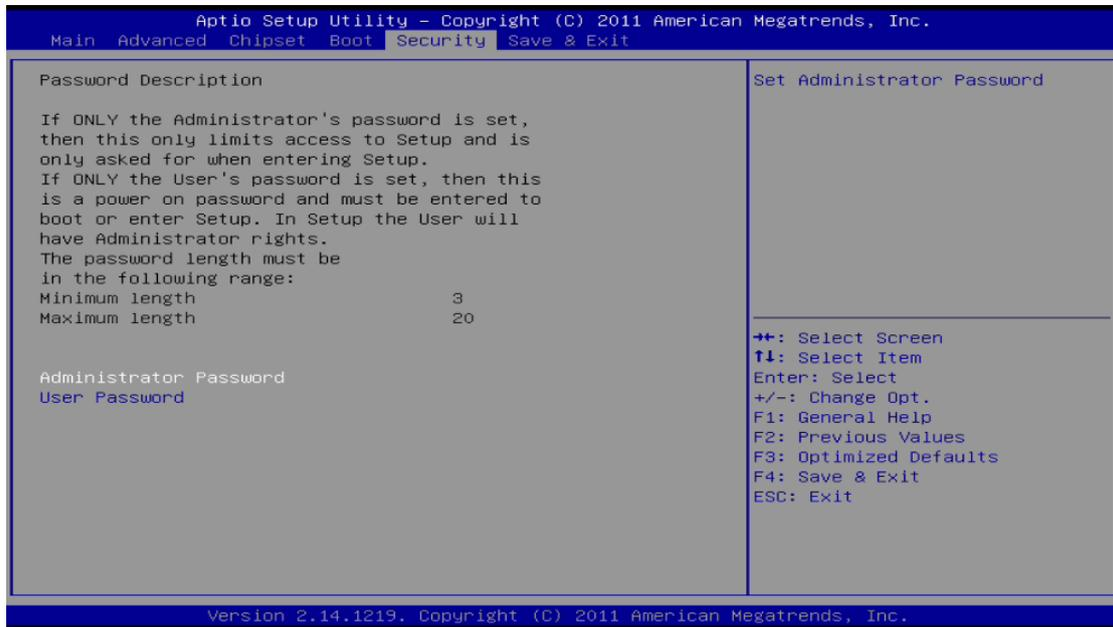 Aptio Setup Utility – Copyright (C) 2011 American Megatrends, Inc.
Main Advanced Chipset Boot Security Save & Exit
Password Description
If ONLY the Administrator's password is set,
then this only limits access to Setup and is
only asked for when entering Setup.
If ONLY the User's password is set, then this
is a power on password and must be entered to
boot or enter Setup. In Setup the User will
have Administrator rights.
The password length must be
in the following range:
Minimum length 3
Maximum length 20
Administrator Password
User Password
Set Administrator Password
→←: Select Screen
↑↓: Select Item
Enter: Select
+/-: Change Opt.
F1: General Help
F2: Previous Values
F3: Optimized Defaults
F4: Save & Exit
ESC: Exit
Version 2.14.1219. Copyright (C) 2011 American Megatrends, Inc.